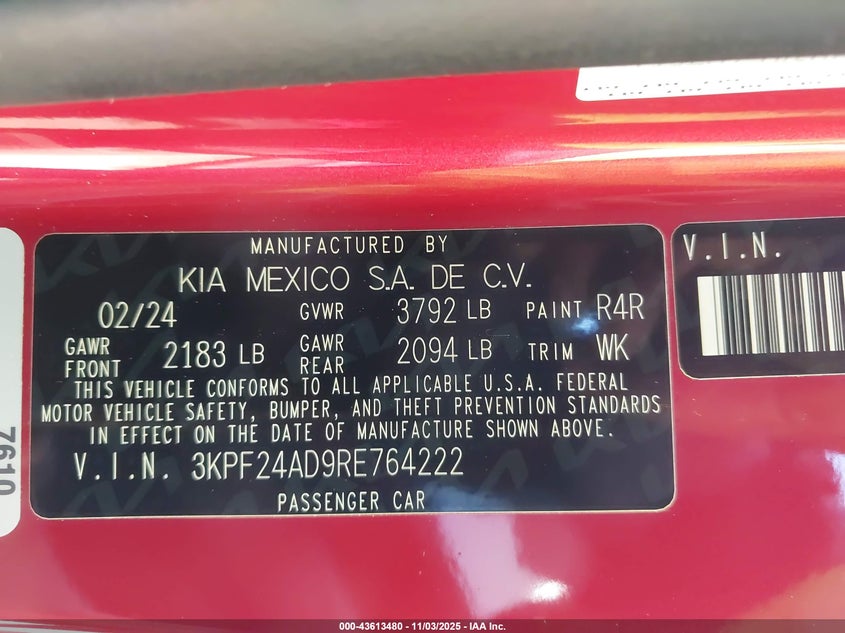 MANUFACTURED BY
KIA MEXICO S.A. DE C.V.
02/24 GVWR 3792 LB PAINT R4R
GAWR FRONT 2183 LB GAWR REAR 2094 LB TRIM WK
THIS VEHICLE CONFORMS TO ALL APPLICABLE U.S.A. FEDERAL
MOTOR VEHICLE SAFETY, BUMPER, AND THEFT PREVENTION STANDARDS
IN EFFECT ON THE DATE OF MANUFACTURE SHOWN ABOVE.
V.I.N. 3KPF24AD9RE764222
PASSENGER CAR
V.I.N.
7610
000-43613480 - 11/03/2025 - IAA Inc.